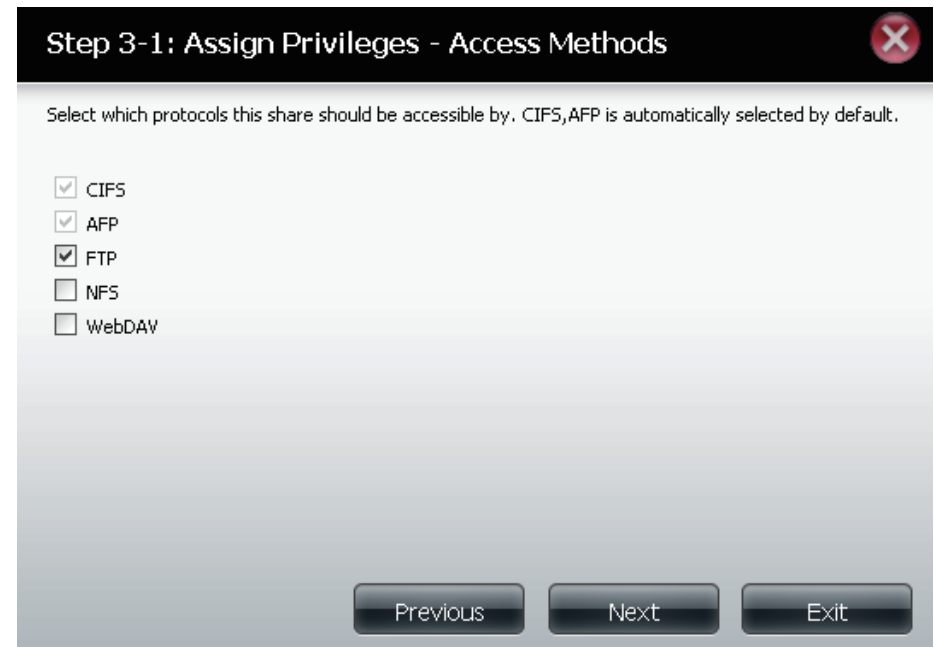 Step 3-1: Assign Privileges - Access Methods
Select which protocols this share should be accessible by. CIFS,AFP is automatically selected by default.
CIFS
AFP
FTP
NFS
WebDAV
Previous
Next
Exit